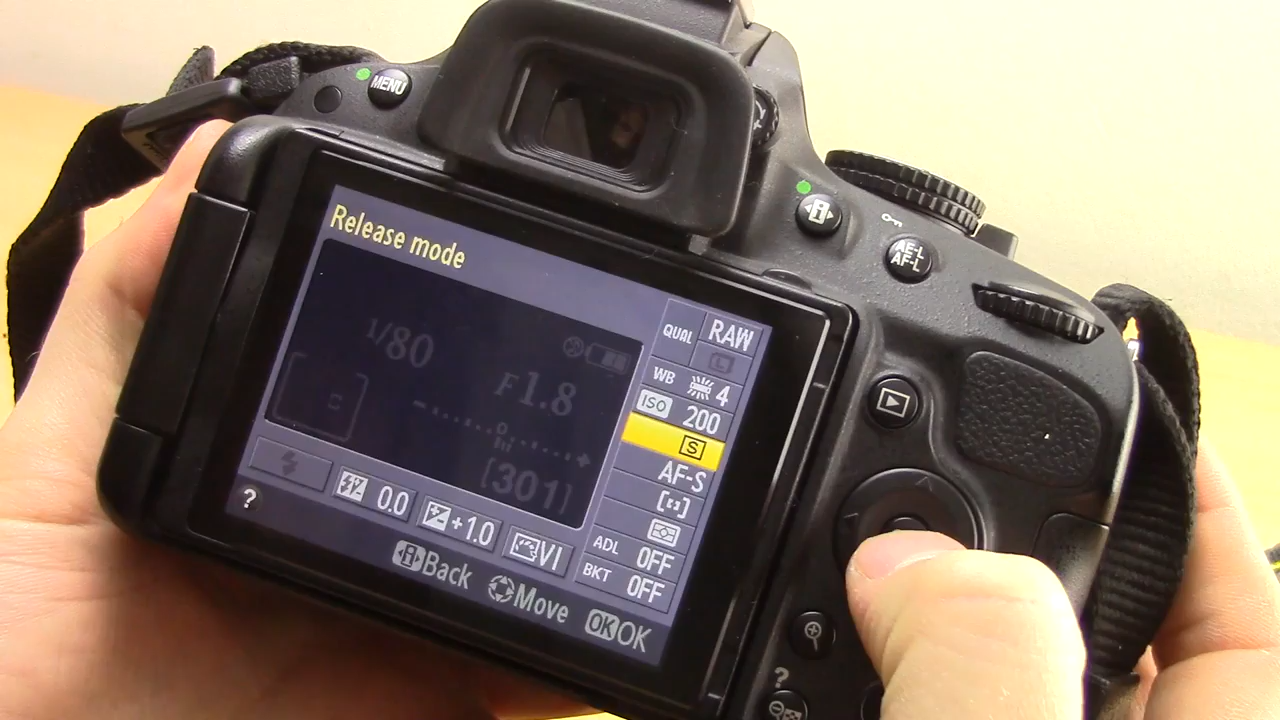 MENU
AE-L
AF-L
Release mode
1/80
F1.8
Est
[301]
QUAL RAW
L
WB 4
ISO 200
S
AF-S
ADL OFF
BKT OFF
0.0
+1.0
VI
?
i Back
Move
OK OK
?